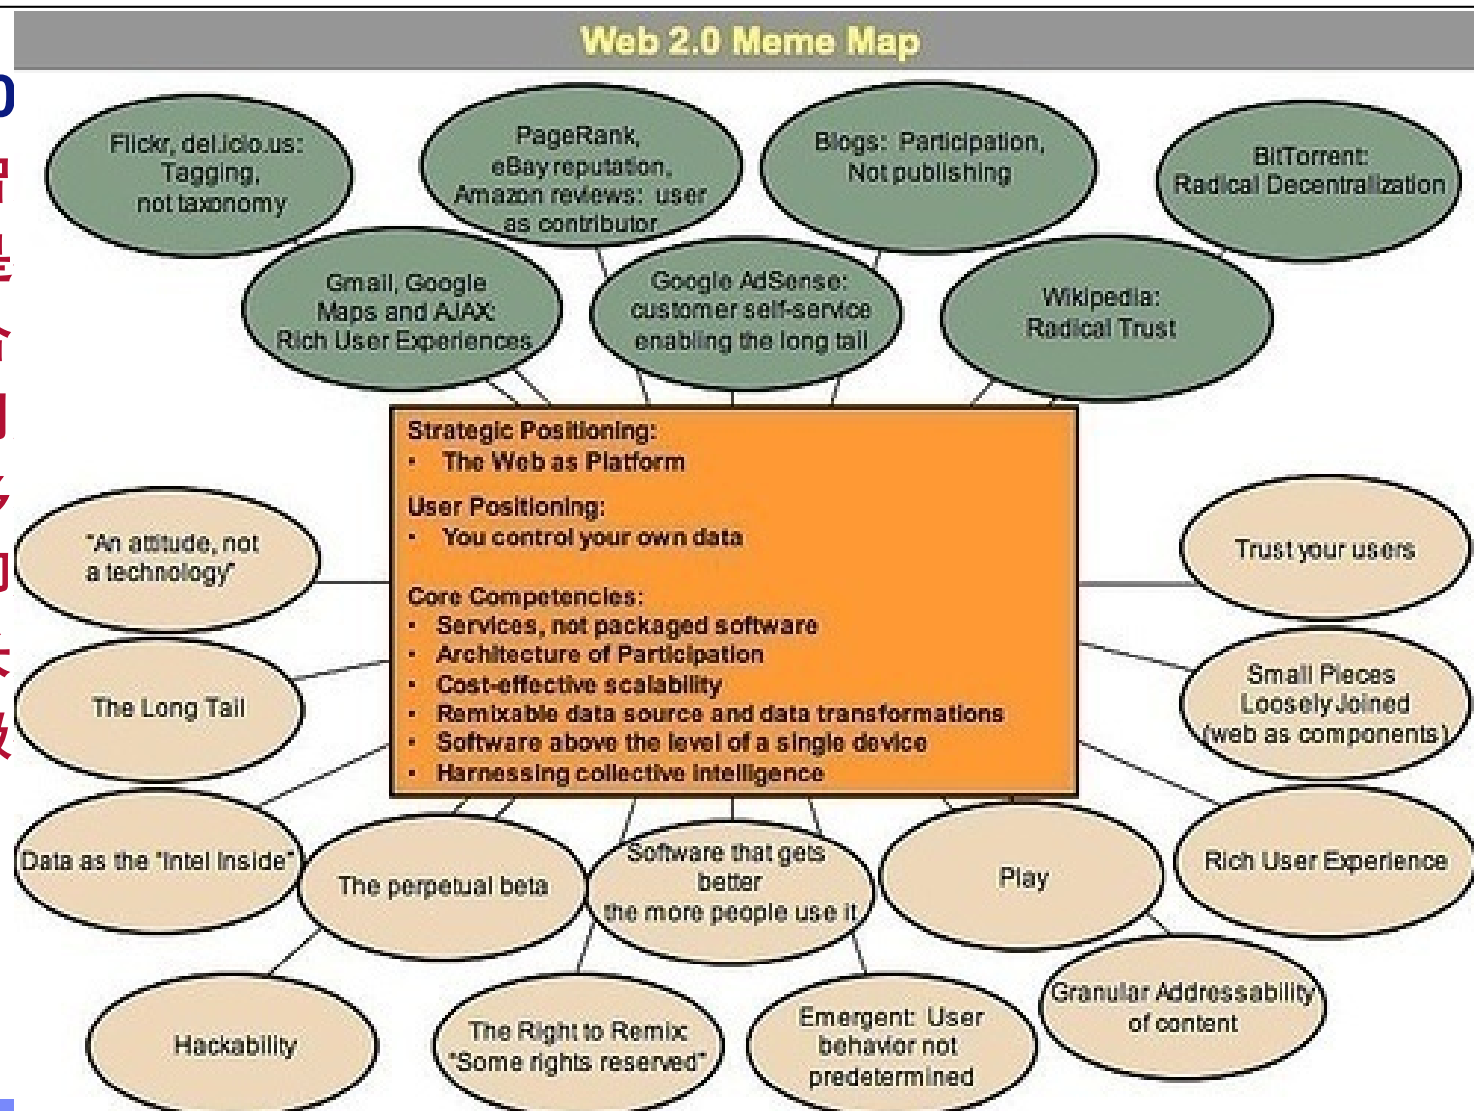 Web 2.0 Meme Map
Flickr, del.icio.us:
Tagging,
not taxonomy
PageRank,
eBay reputation,
Amazon reviews: user
as contributor
Blogs: Participation,
Not publishing
BitTorrent:
Radical Decentralization
Gmail, Google
Maps and AJAX:
Rich User Experiences
Google AdSense:
customer self-service
enabling the long tail
Wikipedia:
Radical Trust
Strategic Positioning:
• The Web as Platform
User Positioning:
• You control your own data
Core Competencies:
• Services, not packaged software
• Architecture of Participation
• Cost-effective scalability
• Remixable data source and data transformations
• Software above the level of a single device
• Harnessing collective intelligence
"An attitude, not
a technology"
The Long Tail
Data as the "Intel Inside"
Trust your users
Small Pieces
Loosely Joined
(web as components)
Rich User Experience
The perpetual beta
Software that gets
better
the more people use it
Play
Hackability
The Right to Remix:
"Some rights reserved"
Emergent: User
behavior not
predetermined
Granular Addressability
of content